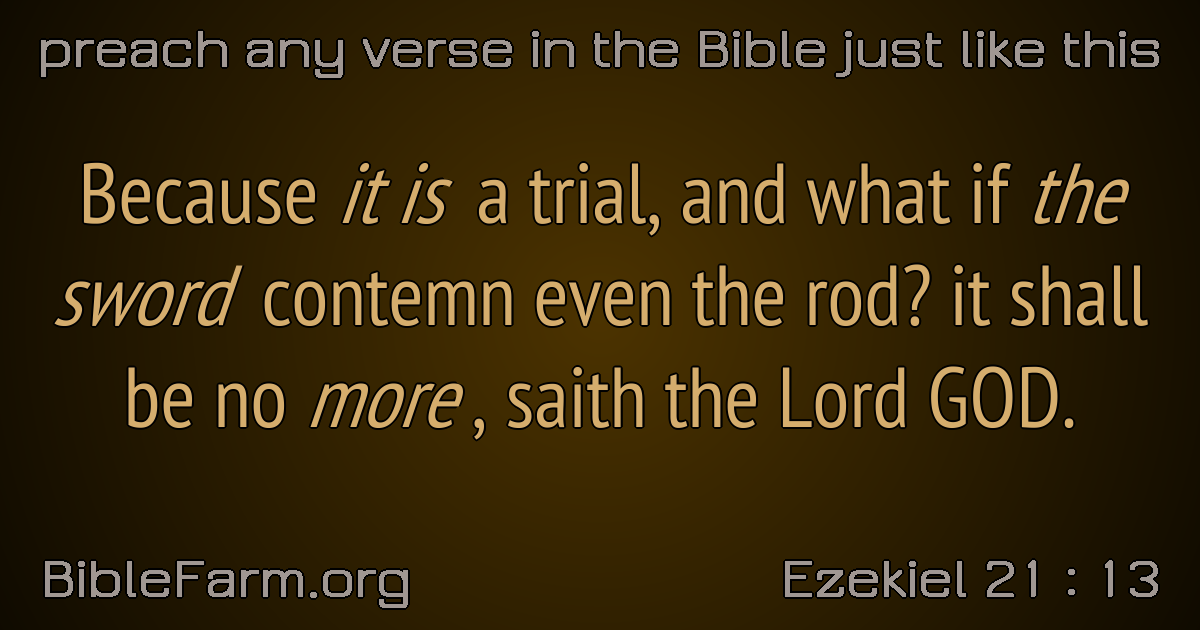 preach any verse in the Bible just like this
Because it is a trial, and what if the
sword contemn even the rod? it shall
be no more, saith the Lord GOD.
BibleFarm.org
Ezekiel 21 : 13